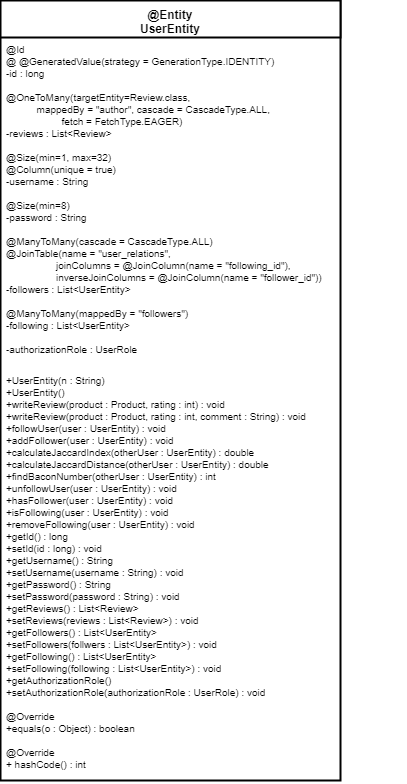 @Entity
UserEntity
@Id
@ @GeneratedValue(strategy = GenerationType.IDENTITY)
-id : long
@OneToMany(targetEntity=Review.class,
mappedBy = "author", cascade = CascadeType.ALL,
fetch = FetchType.EAGER)
-reviews : List<Review>
@Size(min=1, max=32)
@Column(unique = true)
-username : String
@Size(min=8)
-password : String
@ManyToMany(cascade = CascadeType.ALL)
@JoinTable(name = "user_relations",
joinColumns = @JoinColumn(name = "following_id"),
inverseJoinColumns = @JoinColumn(name = "follower_id"))
-followers : List<UserEntity>
@ManyToMany(mappedBy = "followers")
-following : List<UserEntity>
-authorizationRole : UserRole
+UserEntity(n : String)
+UserEntity()
+writeReview(product : Product, rating : int) : void
+writeReview(product : Product, rating : int, comment : String) : void
+followUser(user : UserEntity) : void
+addFollower(user : UserEntity) : void
+calculateJaccardIndex(otherUser : UserEntity) : double
+calculateJaccardDistance(otherUser : UserEntity) : double
+findBaconNumber(otherUser : UserEntity) : int
+unfollowUser(user : UserEntity) : void
+hasFollower(user : UserEntity) : void
+isFollowing(user : UserEntity) : void
+removeFollowing(user : UserEntity) : void
+getId() : long
+setId(id : long) : void
+getUsername() : String
+setUsername(username : String) : void
+getPassword() : String
+setPassword(password : String) : void
+getReviews() : List<Review>
+setReviews(reviews : List<Review>) : void
+getFollowers() : List<UserEntity>
+setFollowers(follwers : List<UserEntity>) : void
+getFollowing() : List<UserEntity>
+setFollowing(following : List<UserEntity>) : void
+getAuthorizationRole()
+setAuthorizationRole(authorizationRole : UserRole) : void
@Override
+equals(o : Object) : boolean
@Override
+ hashCode() : int